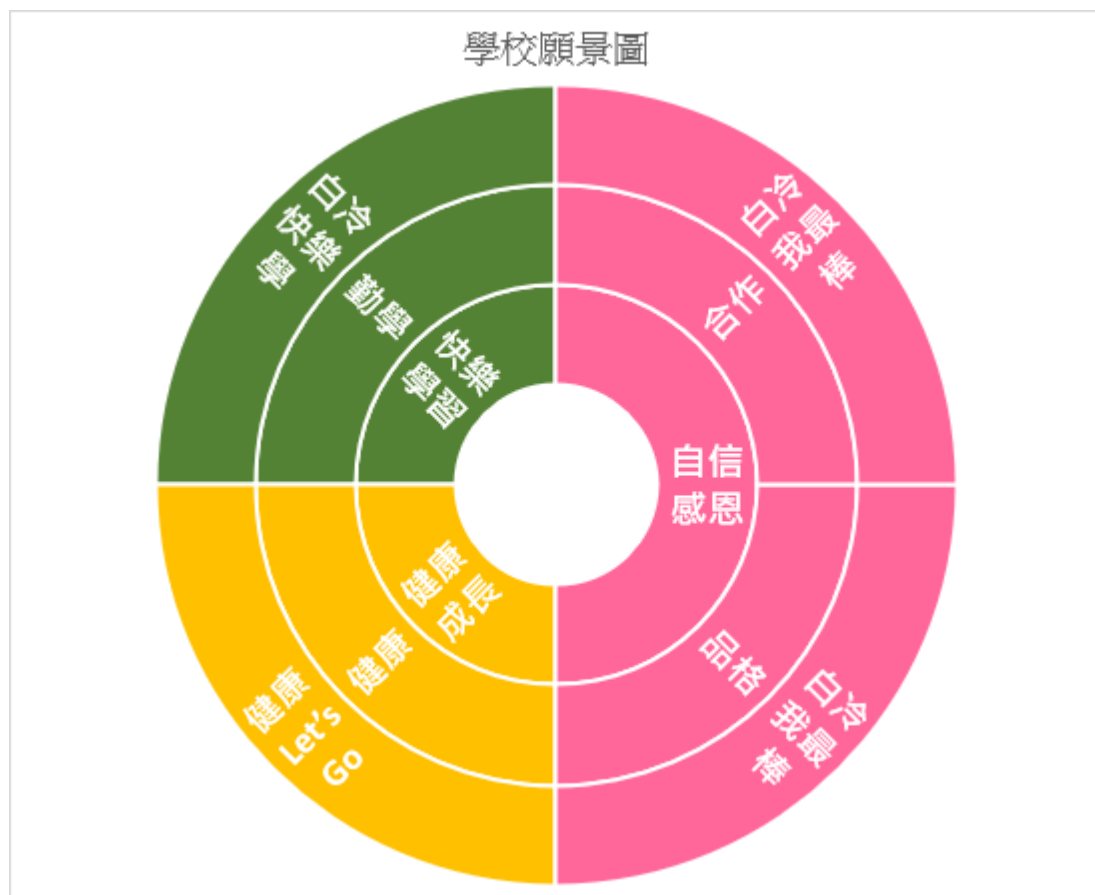 學校願景圖
白冷
快樂
學
勤學
快樂
學習
白冷
我最
棒
合作
自信
感恩
品格
白冷
我最
棒
健康
成長
健康
健康
Let's
Go